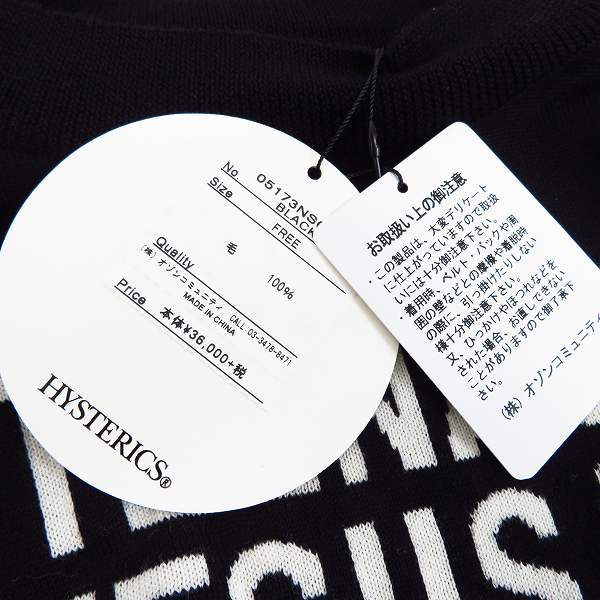 No 05173NS
BLACK
Size FREE
Quality
毛 100%
(株) オゾンコミュニティ CALL 03-3478-8471
MADE IN CHINA
Price 本体¥36,000+税
HYSTERICS®
お取扱い上の御注意
・この製品は、大変デリケート
に仕上がっていますので取扱
いには十分御注意下さい。
着用時、ベルト・バックや周
囲の壁などとの摩擦や着脱時
の際に、引っ掛けたりしない
様十分御注意下さい。
又、ひっかけやほつれなどを
された場合、お直しできない
ことがありますので御了承下
さい。
(株) オゾンコミュニティ